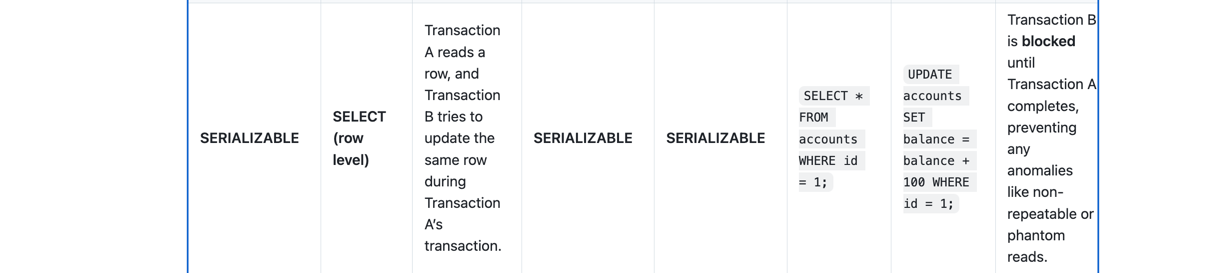 SERIALIZABLE
SELECT
(row
level)
Transaction
A reads a
row, and
Transaction
B tries to
update the
same row
during
Transaction
A’s
transaction.
SERIALIZABLE
SERIALIZABLE
SELECT *
FROM
accounts
WHERE id
= 1;
UPDATE
accounts
SET
balance =
balance +
100 WHERE
id = 1;
Transaction B
is blocked
until
Transaction A
completes,
preventing
any
anomalies
like non-
repeatable or
phantom
reads.